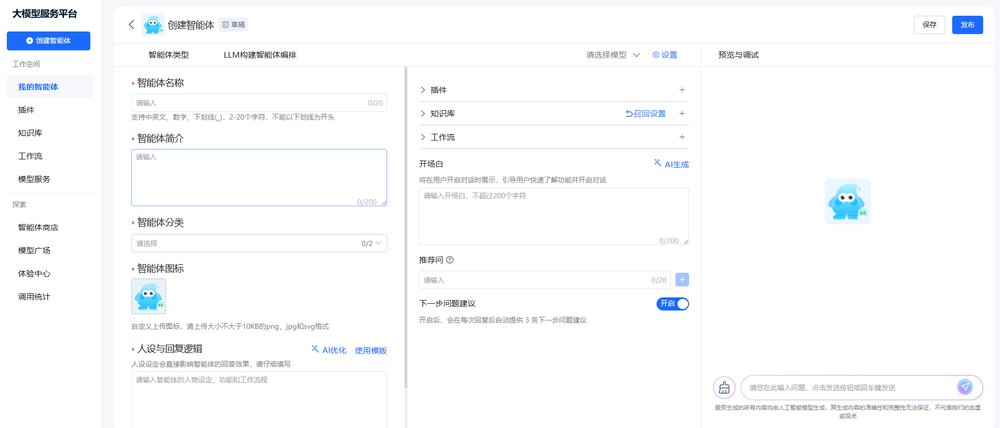 大模型服务平台
创建智能体
工作空间
我的智能体
插件
知识库
工作流
模型服务
探索
智能体商店
模型广场
体验中心
调用统计
创建智能体 草稿
保存 发布
智能体类型 LLM构建智能体编排 请选择模型 设置 预览与调试
* 智能体名称
请输入 0/20
支持中英文、数字、下划线(_)，2-20个字符，不能以下划线为开头
* 智能体简介
请输入
0/200
* 智能体分类
请选择 0/2
* 智能体图标
自定义上传图标，请上传大小不大于10KB的png、jpg和svg格式
* 人设与回复逻辑 AI优化 使用模版
人设设定会直接影响智能体的回答效果，请仔细填写
请输入智能体的人物设定、功能和工作流程
插件 +
知识库 召回设置 +
工作流 +
开场白 AI生成
将在用户开启对话时展示，引导用户快速了解功能并开启对话
请输入开场白，不超过200个字符
0/200
推荐问
请输入 0/20 +
下一步问题建议 开启
开启后，会在每次回复后自动提供 3 条下一步问题建议
请您在此输入问题，点击发送按钮或回车键发送
服务生成的所有内容均由人工智能模型生成，其生成内容的准确性和完整性无法保证，不代表我们的态度
或观点